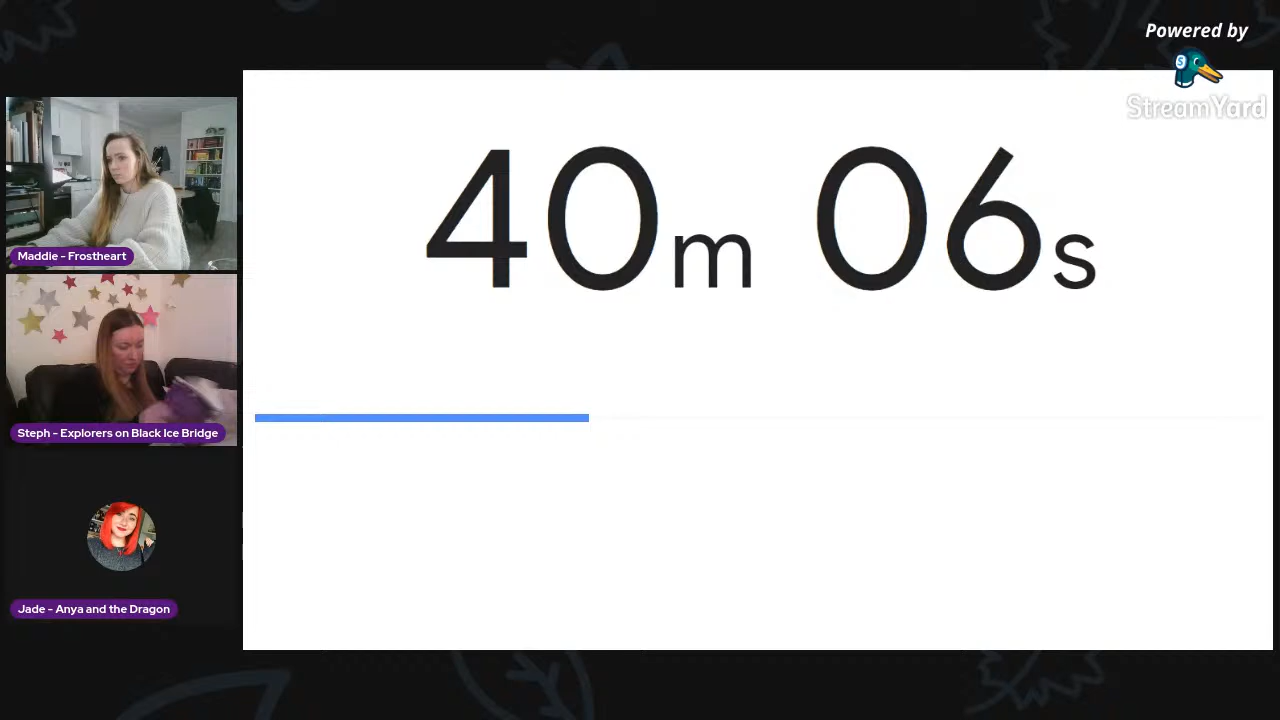 Powered by
StreamYard
40m 06s
Maddie - Frostheart
Steph - Explorers on Black Ice Bridge
Jade - Anya and the Dragon